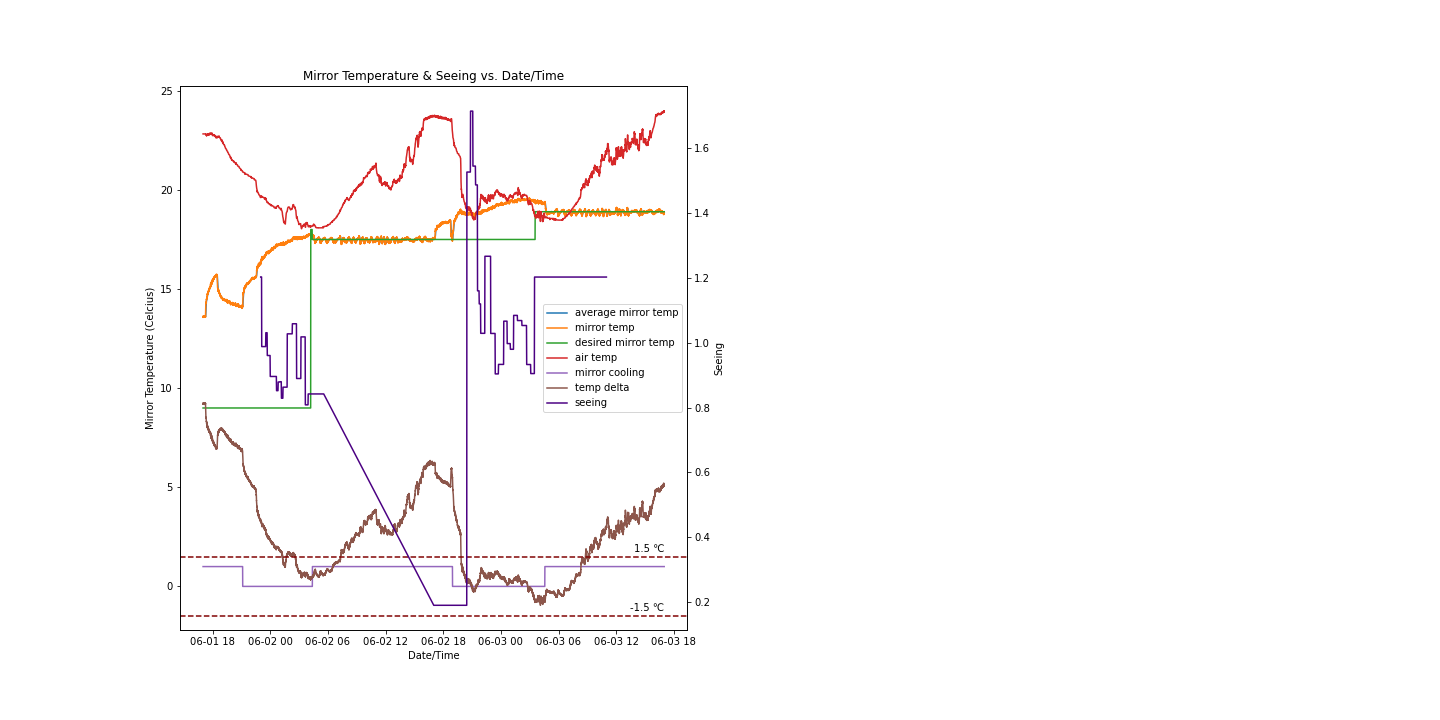 Mirror Temperature & Seeing vs. Date/Time
25
20
15
10
5
0
Mirror Temperature (Celcius)
1.6
1.4
1.2
1.0
0.8
0.6
0.4
0.2
Seeing
average mirror temp
mirror temp
desired mirror temp
air temp
mirror cooling
temp delta
seeing
1.5 °C
-1.5 °C
06-01 18 06-02 00 06-02 06 06-02 12 06-02 18 06-03 00 06-03 06 06-03 12 06-03 18
Date/Time